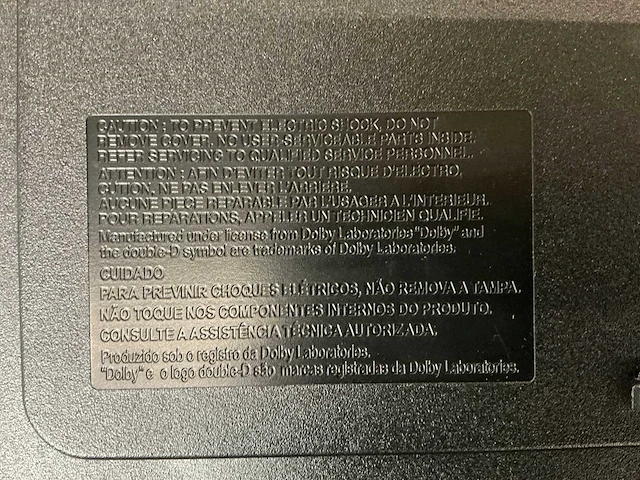 CAUTION : TO PREVENT ELECTRIC SHOCK, DO NOT
REMOVE COVER. NO USER-SERVICEABLE PARTS INSIDE.
REFER SERVICING TO QUALIFIED SERVICE PERSONNEL.
ATTENTION : AFIN D'EVITER TOUT RISQUE D'ELECTRO,
CUTION. NE PAS ENLEVER L'ARRIERE.
AUCUNE PIECE REPARABLE PAR L'USAGER A L'INTERIEUR.
POUR REPARATIONS, APPELER UN TECHNICIEN QUALIFIE.
Manufactured under license from Dolby Laboratories"Dolby" and
the double-D symbol are trademarks of Dolby Laboratories.
CUIDADO
PARA PREVINIR CHOQUES ELÉTRICOS, NÃO REMOVA A TAMPA.
NÃO TOQUE NOS COMPONENTES INTERNOS DO PRODUTO.
CONSULTE A ASSISTÊNCIA TÉCNICA AUTORIZADA.
Produzido sob o registro da Dolby Laboratories.
"Dolby" e o logo double-D são marcas registradas da Dolby Laboratories.